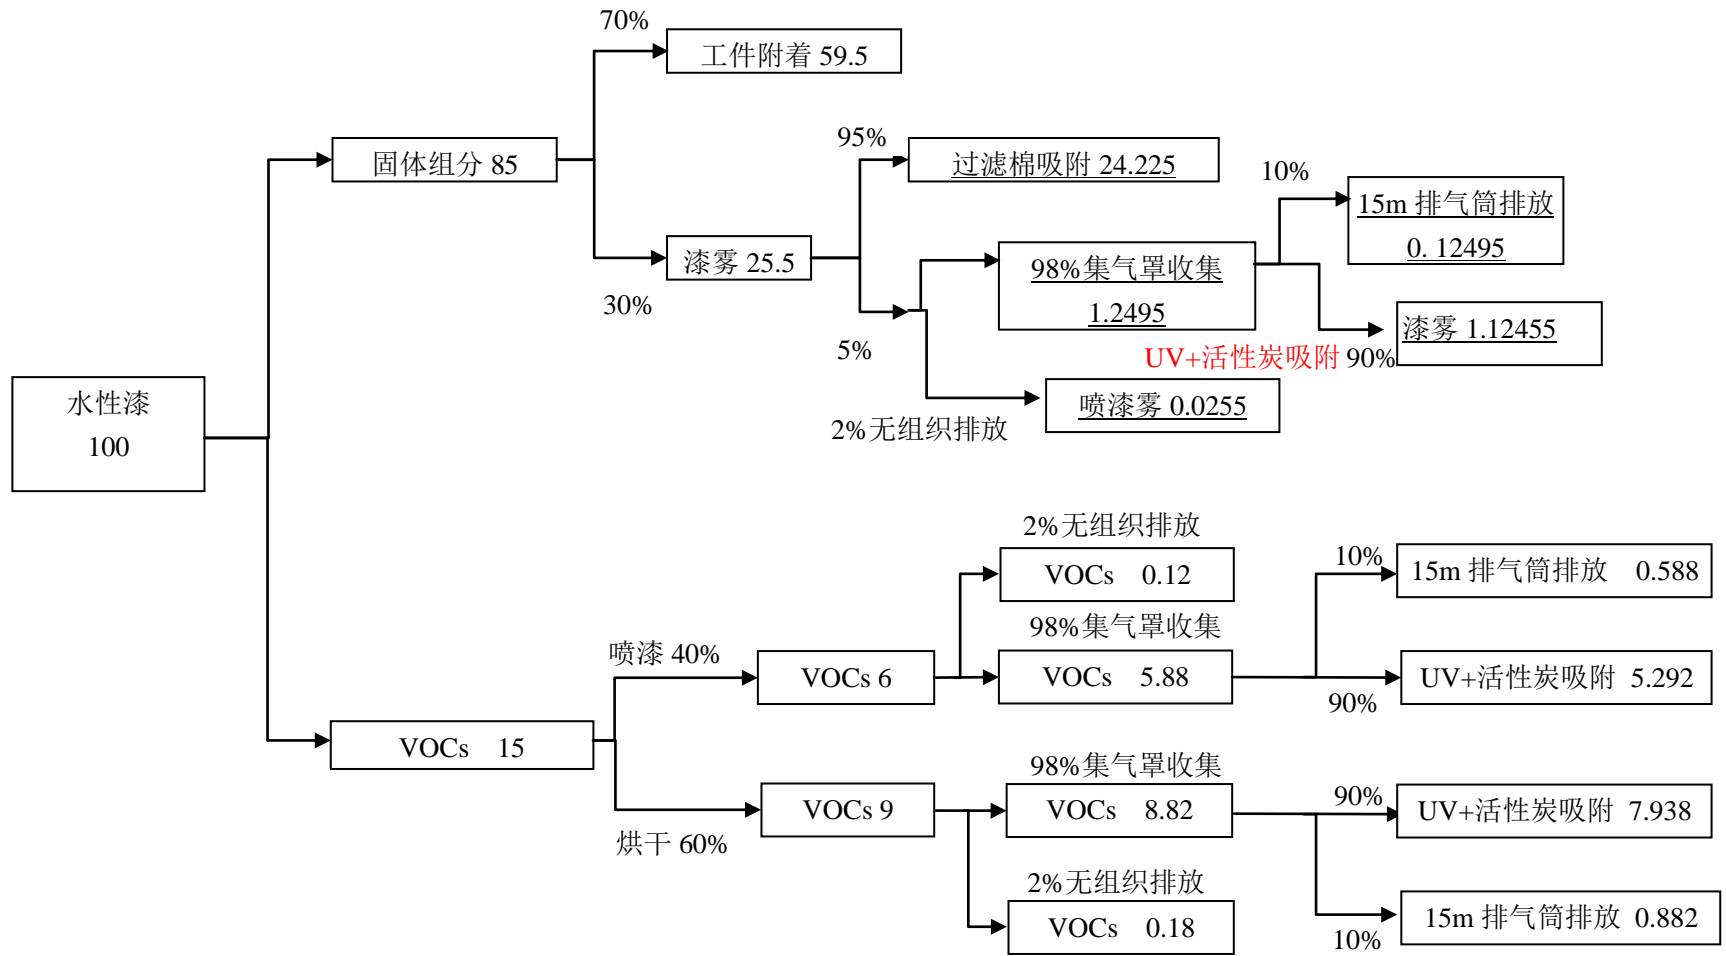 70%
工件附着 59.5
95%
固体组分 85
过滤棉吸附 24.225
10%
15m 排气筒排放
0. 12495
漆雾 25.5
98%集气罩收集
1.2495
30%
漆雾 1.12455
5%
UV+活性炭吸附 90%
水性漆
100
喷漆雾 0.0255
2%无组织排放
2%无组织排放
VOCs 0.12
10%
15m 排气筒排放 0.588
98%集气罩收集
喷漆 40%
VOCs 6
VOCs 5.88
UV+活性炭吸附 5.292
90%
VOCs 15
98%集气罩收集
VOCs 9
VOCs 8.82
90%
UV+活性炭吸附 7.938
烘干 60%
2%无组织排放
VOCs 0.18
15m 排气筒排放 0.882
10%